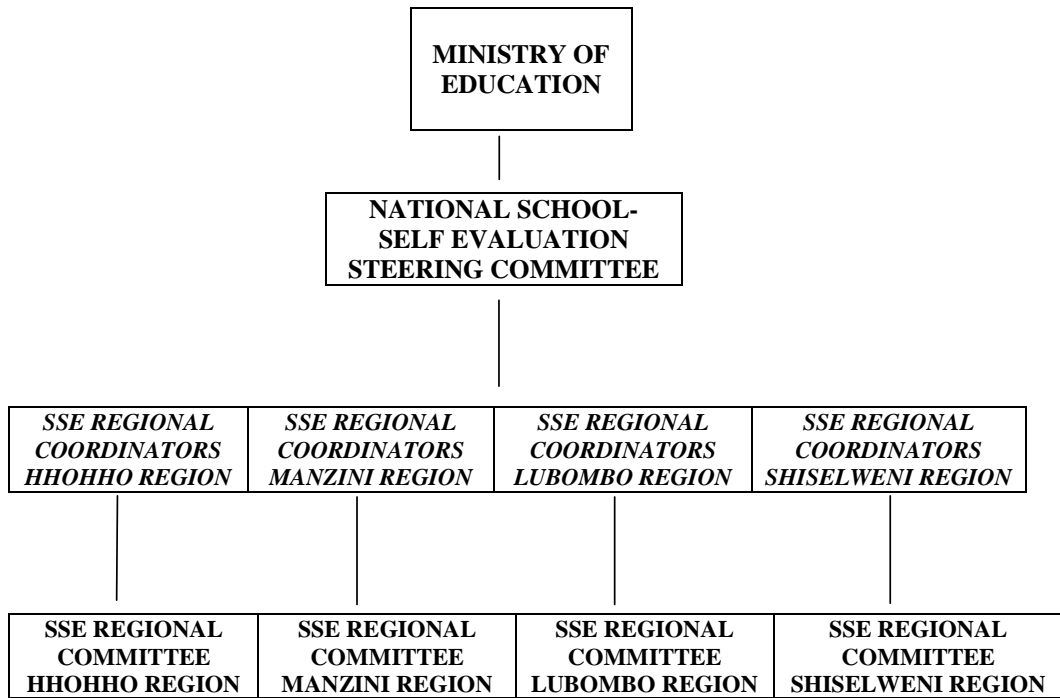 MINISTRY OF
EDUCATION
NATIONAL SCHOOL-
SELF EVALUATION
STEERING COMMITTEE
SSE REGIONAL
COORDINATORS
HHOHHO REGION
SSE REGIONAL
COORDINATORS
MANZINI REGION
SSE REGIONAL
COORDINATORS
LUBOMBO REGION
SSE REGIONAL
COORDINATORS
SHISELWENI REGION
SSE REGIONAL
COMMITTEE
HHOHHO REGION
SSE REGIONAL
COMMITTEE
MANZINI REGION
SSE REGIONAL
COMMITTEE
LUBOMBO REGION
SSE REGIONAL
COMMITTEE
SHISELWENI REGION